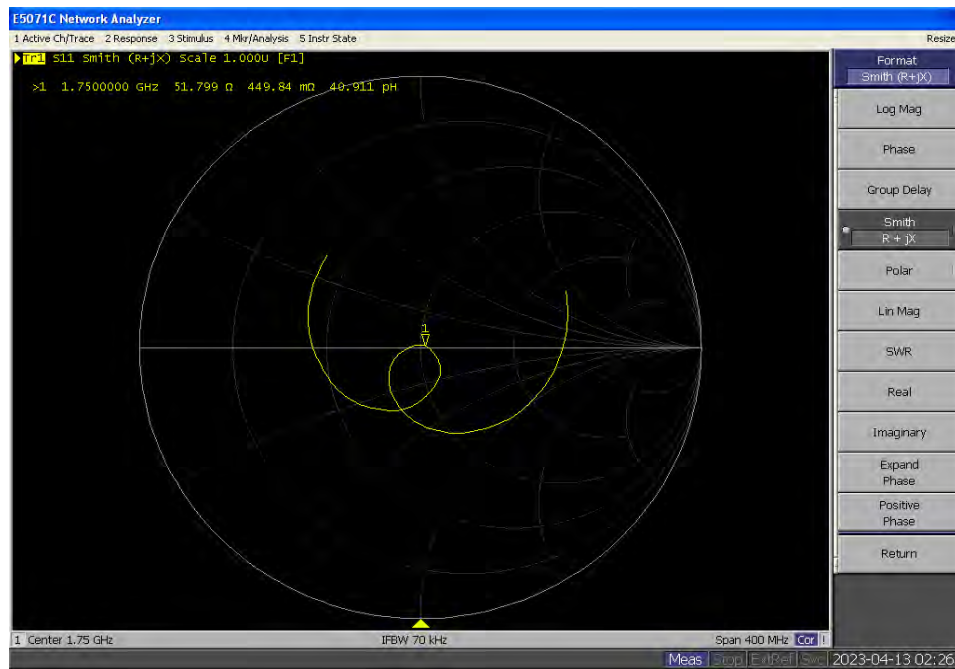 E5071C Network Analyzer
1 Active Ch/Trace 2 Response 3 Stimulus 4 Mkr/Analysis 5 Instr State
Resize
Tr1 S11 Smith (R+jX) Scale 1.000U [F1]
>1 1.7500000 GHz 51.799 Ω 449.84 mΩ 40.911 pH
1
Format
Smith (R+jX)
Log Mag
Phase
Group Delay
Smith
R + jX
Polar
Lin Mag
SWR
Real
Imaginary
Expand
Phase
Positive
Phase
Return
1 Center 1.75 GHz
IFBW 70 kHz
Span 400 MHz Cor !
Meas Stop ExtRef Svc 2023-04-13 02:26